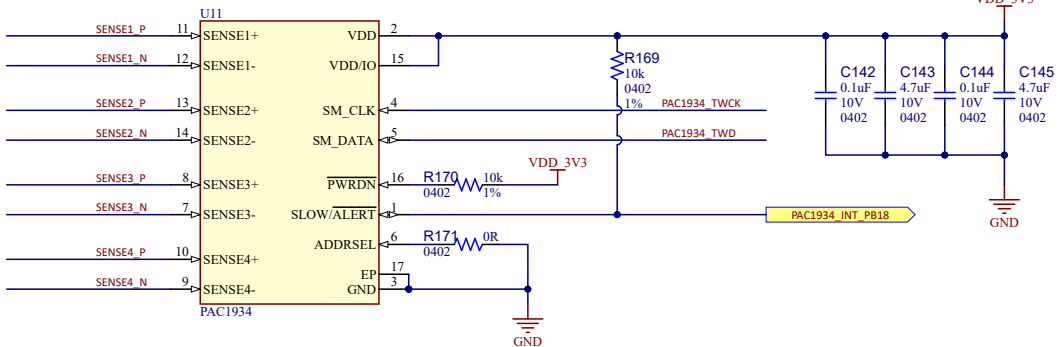 VDD_3V3
U11
SENSE1_P 11 SENSE1+ VDD 2
SENSE1_N 12 SENSE1- VDD/IO 15
SENSE2_P 13 SENSE2+ SM_CLK 4 PAC1934_TWCK
SENSE2_N 14 SENSE2- SM_DATA 5 PAC1934_TWD
SENSE3_P 8 SENSE3+ PWRDN 16
SENSE3_N 7 SENSE3- SLOW/ALERT 1 PAC1934_INT_PB18
SENSE4_P 10 SENSE4+ ADDRSEL 6
EP 17
SENSE4_N 9 SENSE4- GND 3
PAC1934
R169
10k
0402
1%
VDD_3V3
R170 10k
0402 1%
R171 0R
0402
GND
C142
0.1uF
10V
0402
C143
4.7uF
10V
0402
C144
0.1uF
10V
0402
C145
4.7uF
10V
0402
GND